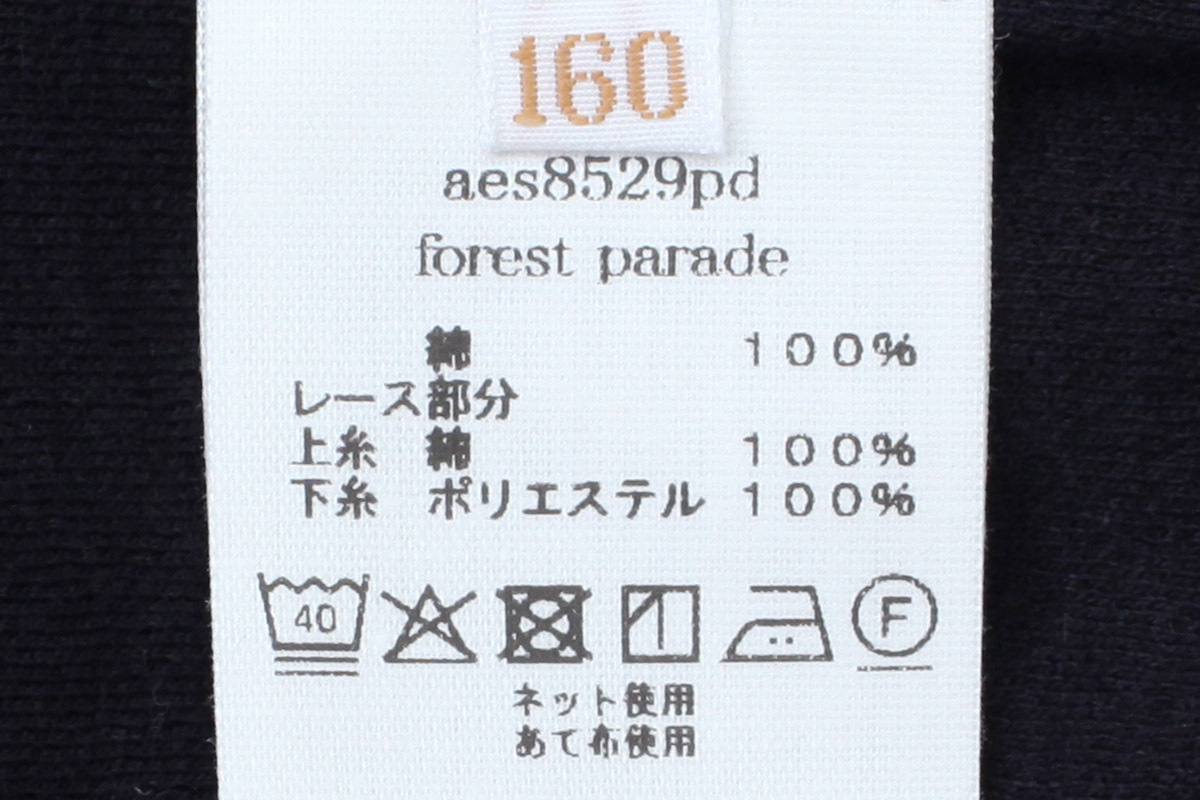 160
aes8529pd
forest parade
綿 100%
レース部分
上糸 綿 100%
下糸 ポリエステル 100%
40
F
ネット使用
あて布使用